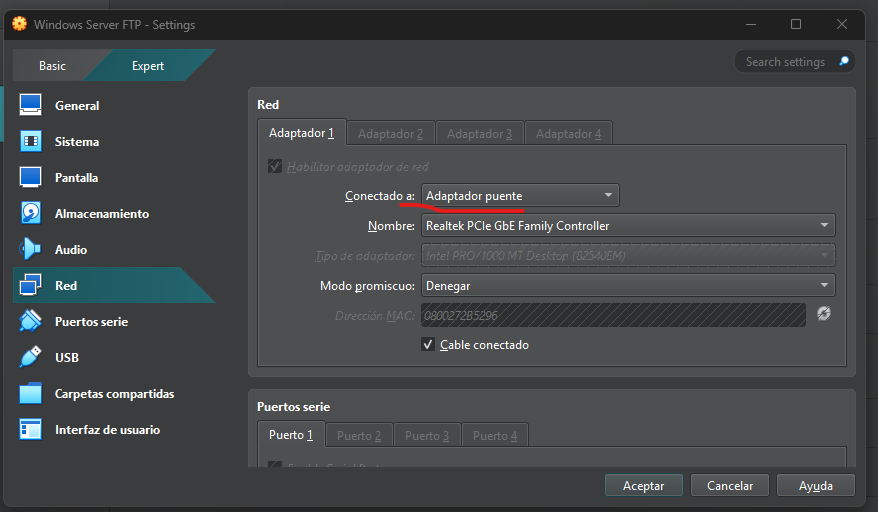 Windows Server FTP - Settings
Basic
Expert
Search settings
General
Sistema
Pantalla
Almacenamiento
Audio
Red
Puertos serie
USB
Carpetas compartidas
Interfaz de usuario
Red
Adaptador 1
Adaptador 2
Adaptador 3
Adaptador 4
Habilitar adaptador de red
Conectado a: Adaptador puente
Nombre: Realtek PCIe GbE Family Controller
Tipo de adaptador: Intel PRO/1000 MT Desktop (82540EM)
Modo promiscuo: Denegar
Dirección MAC: 0800272B5296
Cable conectado
Puertos serie
Puerto 1
Puerto 2
Puerto 3
Puerto 4
Aceptar
Cancelar
Ayuda